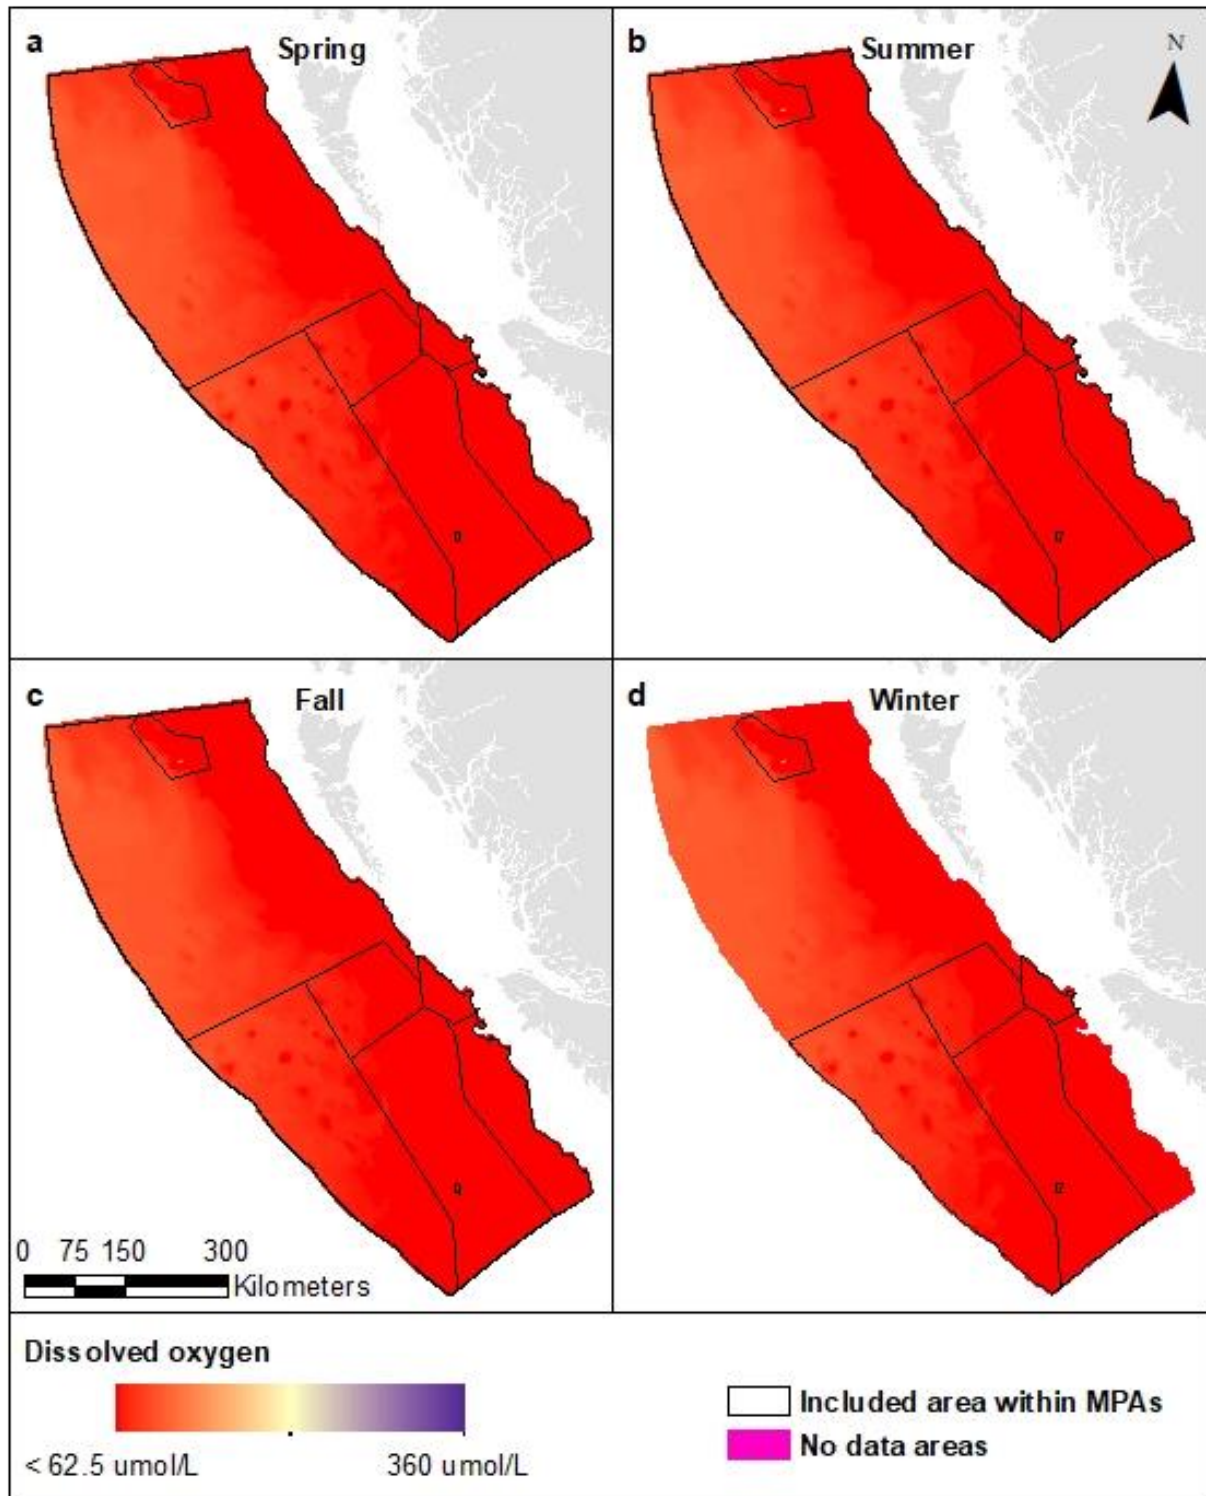 a Spring
b Summer
N
c Fall
d Winter
0 75 150 300
Kilometers
Dissolved oxygen
< 62.5 umol/L 360 umol/L
Included area within MPAs
No data areas